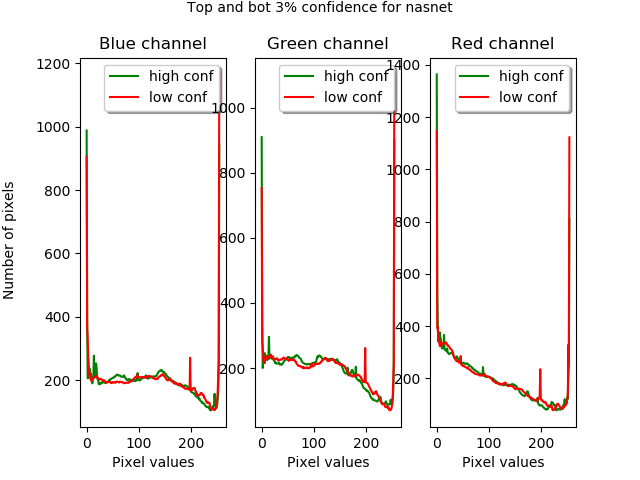 Top and bot 3% confidence for nasnet
Blue channel
Green channel
Red channel
high conf
low conf
high conf
low conf
high conf
low conf
Number of pixels
1200
1000
800
600
400
200
1000
800
600
400
200
1400
1200
1000
800
600
400
200
0 100 200
0 100 200
0 100 200
Pixel values
Pixel values
Pixel values